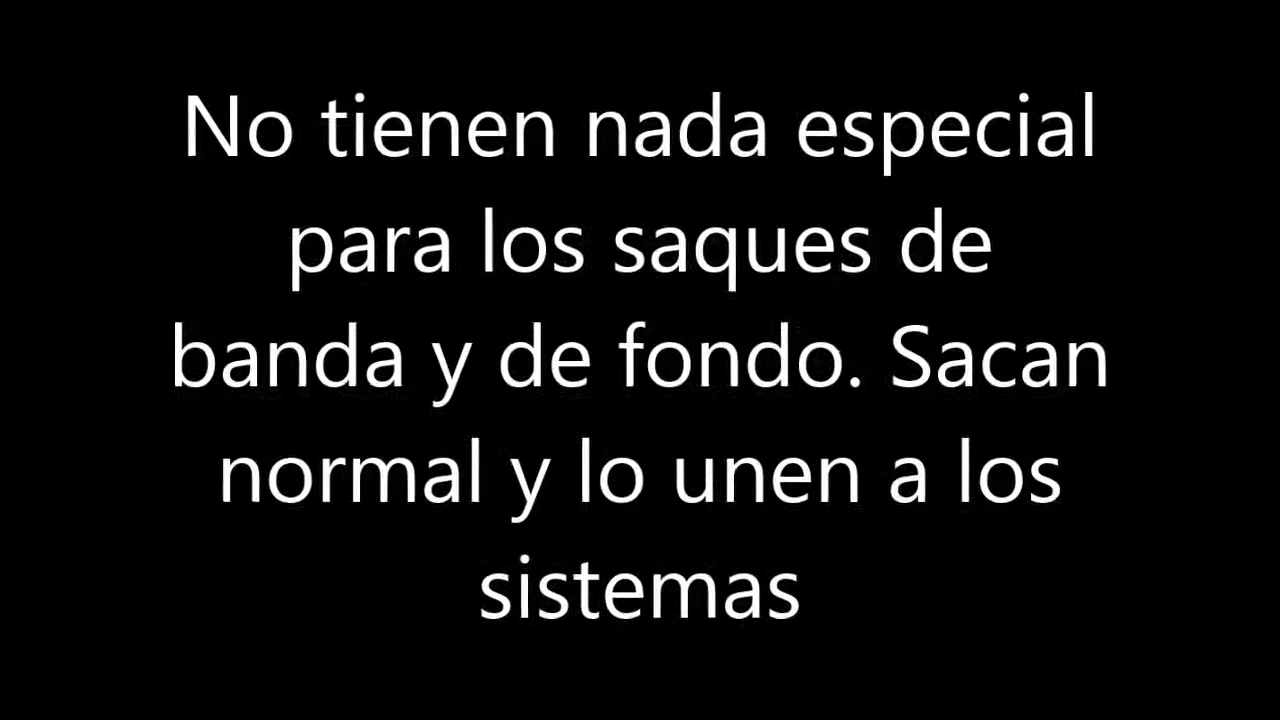 No tienen nada especial
para los saques de
banda y de fondo. Sacan
normal y lo unen a los
sistemas